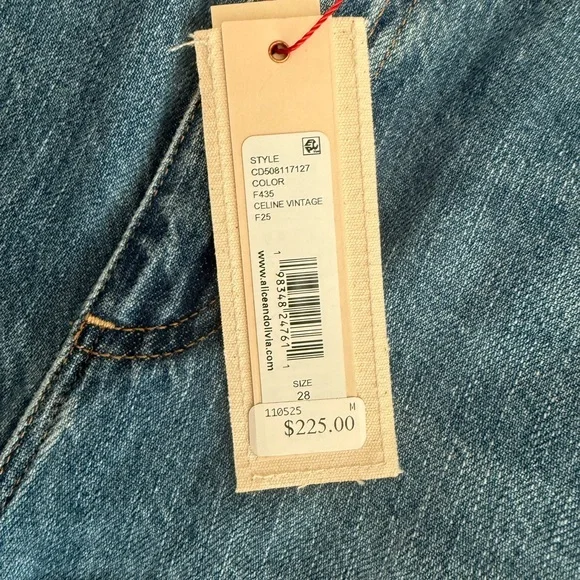 STYLE
CD508117127
COLOR
F435
CELINE VINTAGE
F25
www.aliceandolivia.com
1 98348 24761 1
SIZE
28
110525 M
$225.00